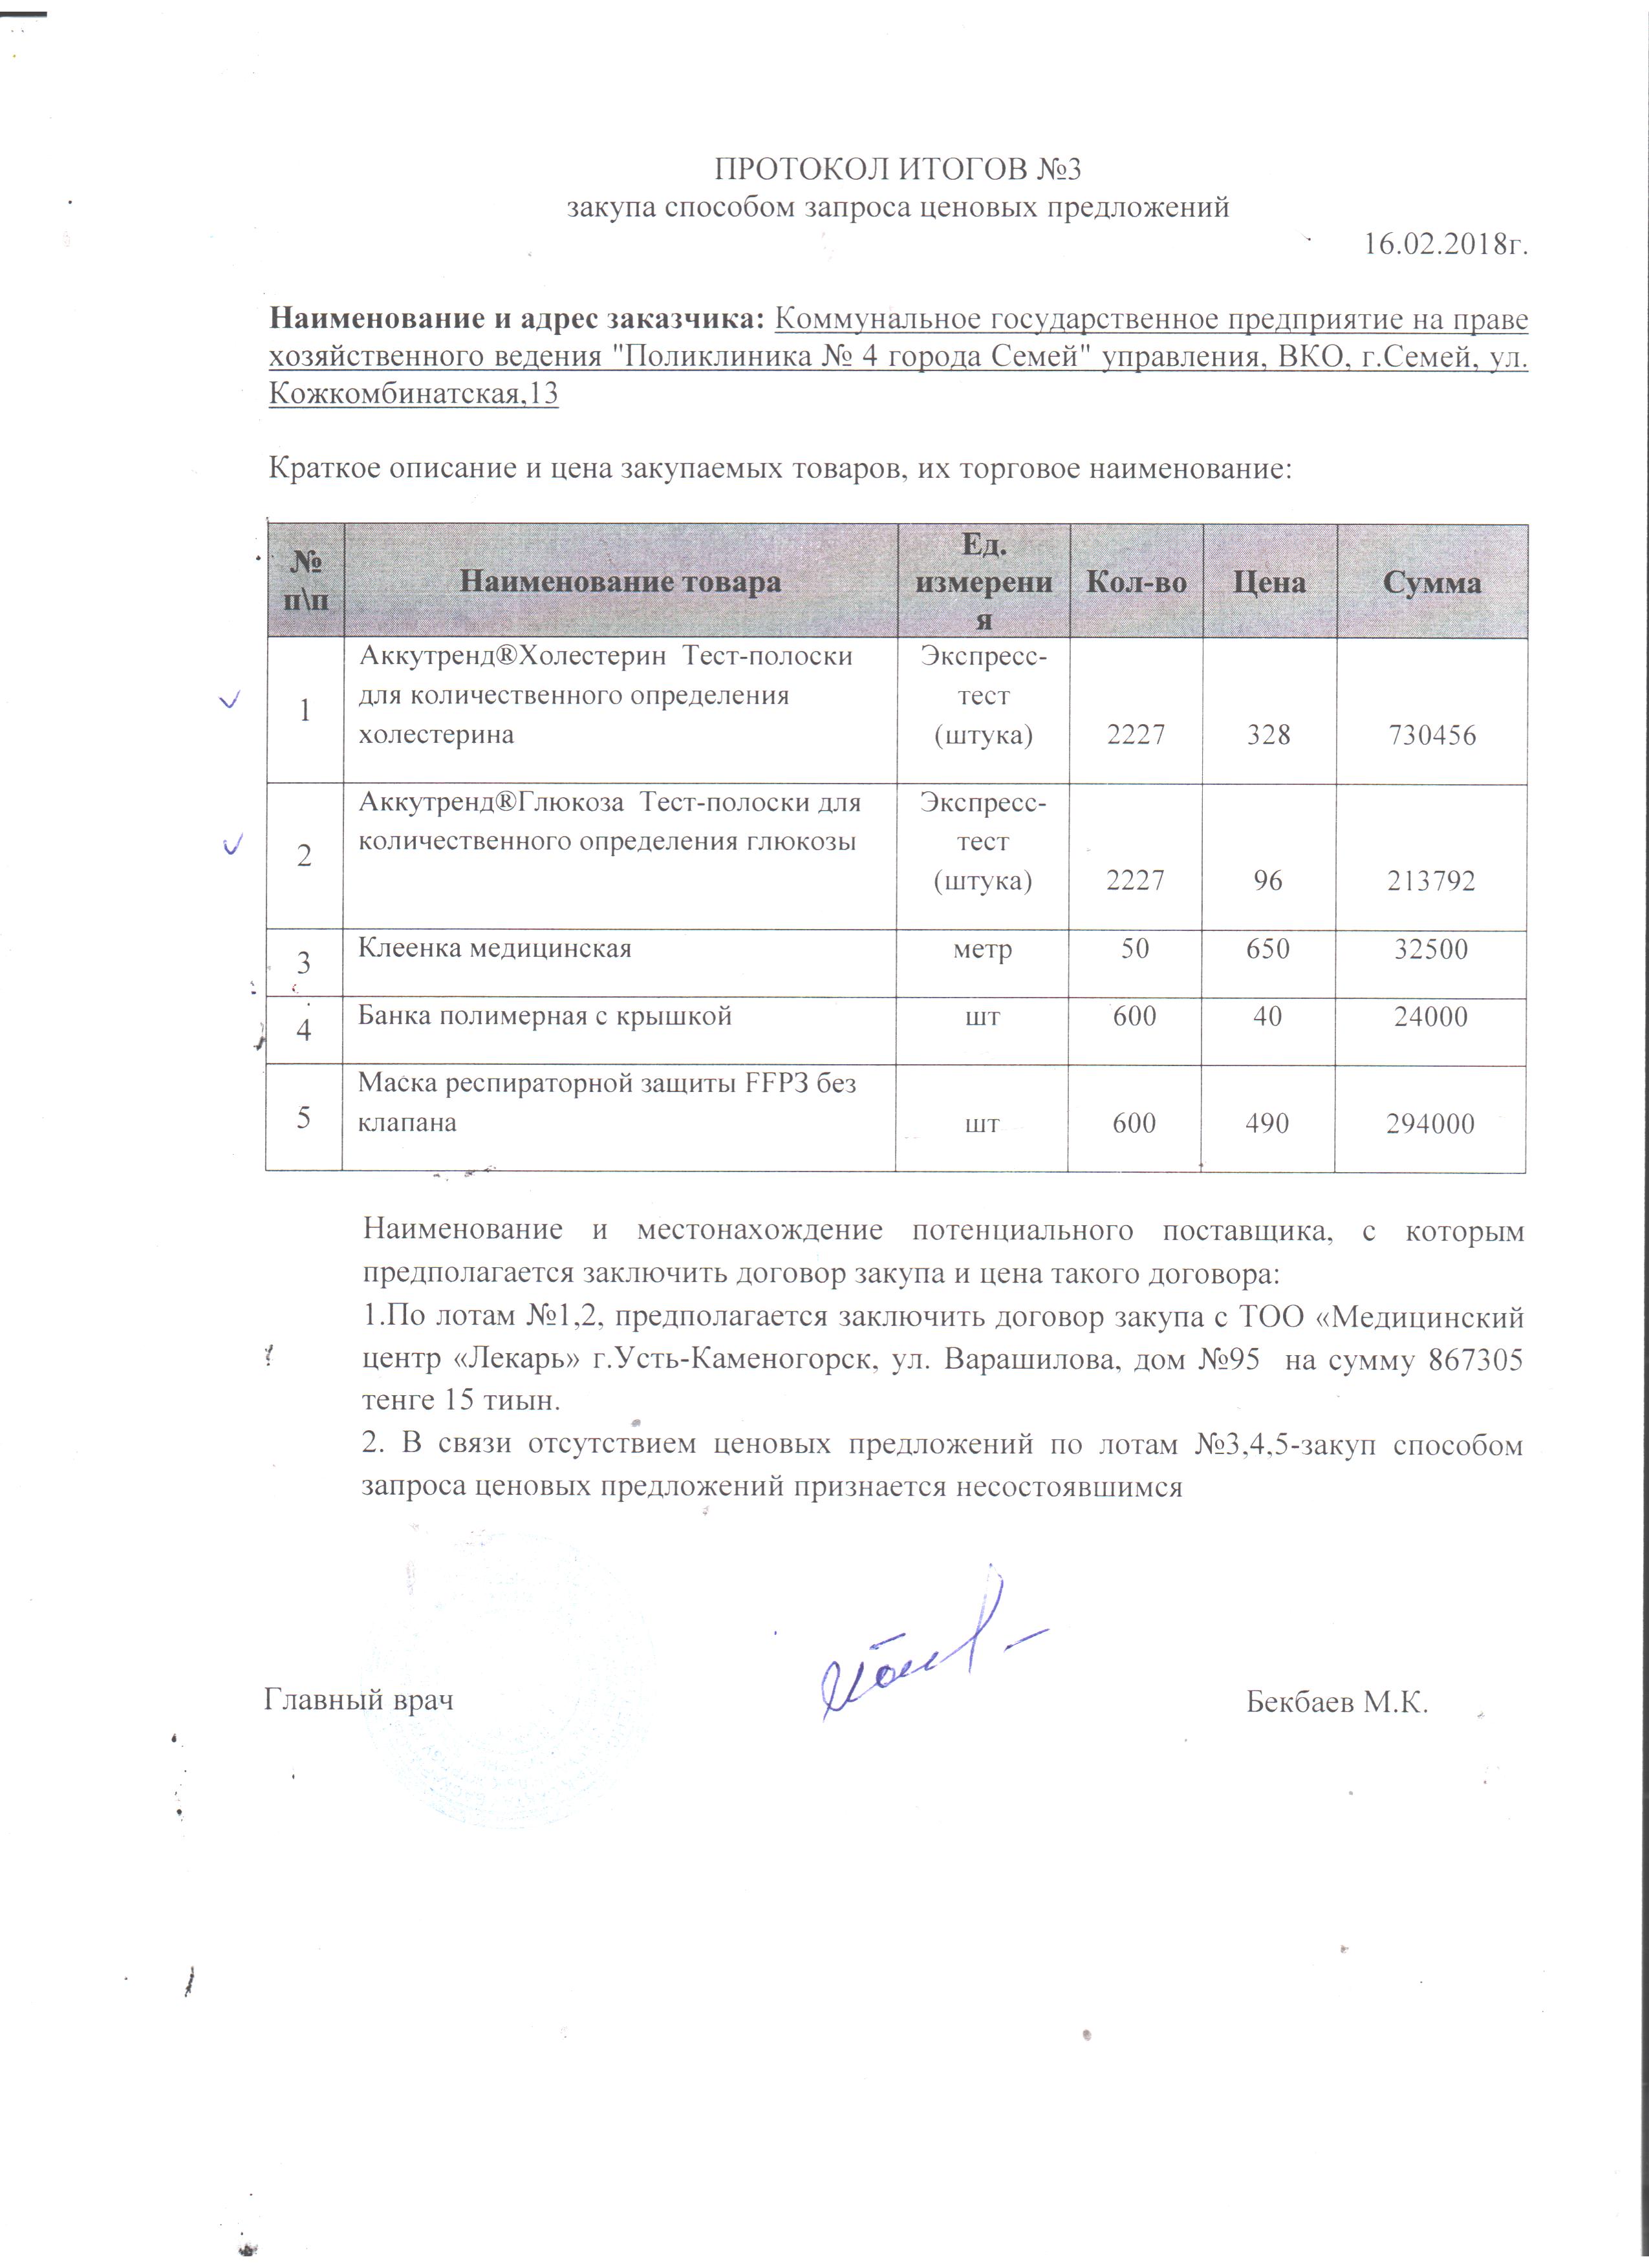 ПРОТОКОЛ ИТОГОВ №3
закупа способом запроса ценовых предложений
16.02.2018г.
Наименование и адрес заказчика: Коммунальное государственное предприятие на праве
хозяйственного ведения "Поликлиника № 4 города Семей" управления, ВКО, г.Семей, ул.
Кожкомбинатская,13
Краткое описание и цена закупаемых товаров, их торговое наименование:
№ п\п Наименование товара Ед. измерения Кол-во Цена Сумма
1 Аккутренд®Холестерин Тест-полоски для количественного определения холестерина Экспресс-тест (штука) 2227 328 730456
2 Аккутренд®Глюкоза Тест-полоски для количественного определения глюкозы Экспресс-тест (штука) 2227 96 213792
3 Клеенка медицинская метр 50 650 32500
4 Банка полимерная с крышкой шт 600 40 24000
5 Маска респираторной защиты FFP3 без клапана шт 600 490 294000
Наименование и местонахождение потенциального поставщика, с которым
предполагается заключить договор закупа и цена такого договора:
1.По лотам №1,2, предполагается заключить договор закупа с ТОО «Медицинский
центр «Лекарь» г.Усть-Каменогорск, ул. Варашилова, дом №95 на сумму 867305
тенге 15 тиын.
2. В связи отсутствием ценовых предложений по лотам №3,4,5-закуп способом
запроса ценовых предложений признается несостоявшимся
Главный врач Бекбаев М.К.